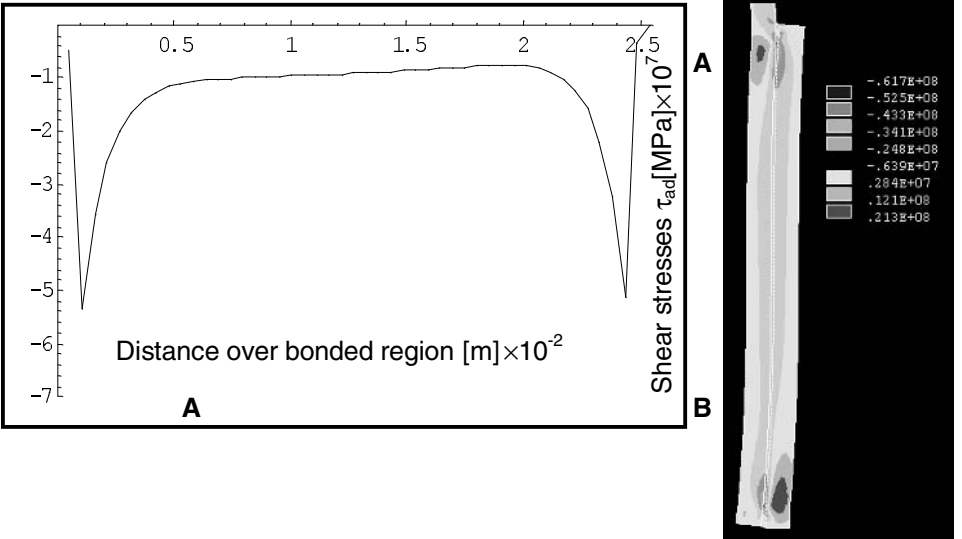 0.5 1 1.5 2 2.5
-1
-2
-3
-4
-5
-6
-7
Distance over bonded region [m]×10-2
Shear stresses τad[MPa]×107
A
A
B
-.617E+08
-.525E+08
-.433E+08
-.341E+08
-.248E+08
-.639E+07
.284E+07
.121E+08
.213E+08